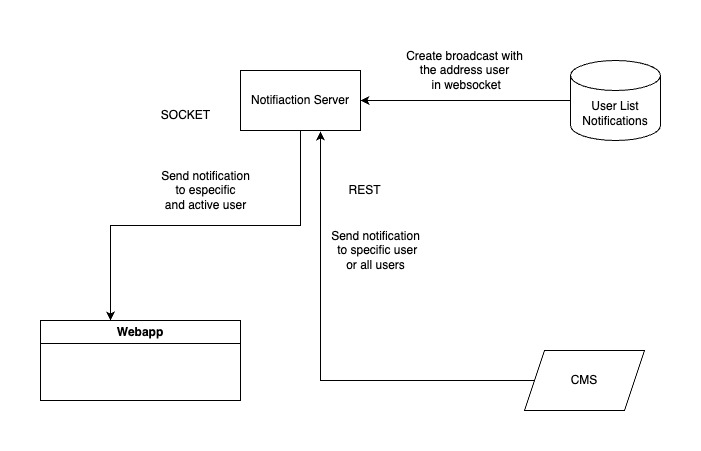 Create broadcast with
the address user
in websocket
Notifiaction Server
User List
Notifications
SOCKET
Send notification
to especific
and active user
REST
Send notification
to specific user
or all users
Webapp
CMS